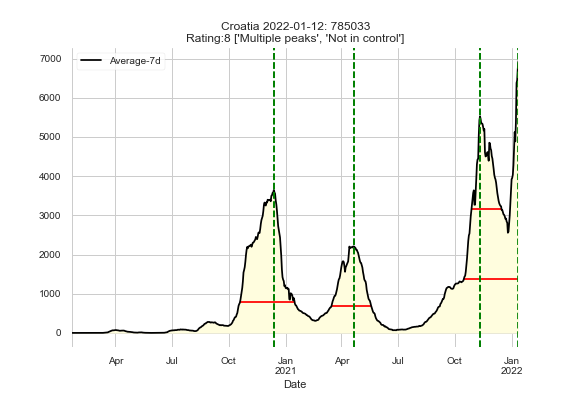 Croatia 2022-01-12: 785033
Rating:8 ['Multiple peaks', 'Not in control']
Average-7d
7000
6000
5000
4000
3000
2000
1000
0
Apr Jul Oct Jan Apr Jul Oct Jan
2021 2022
Date